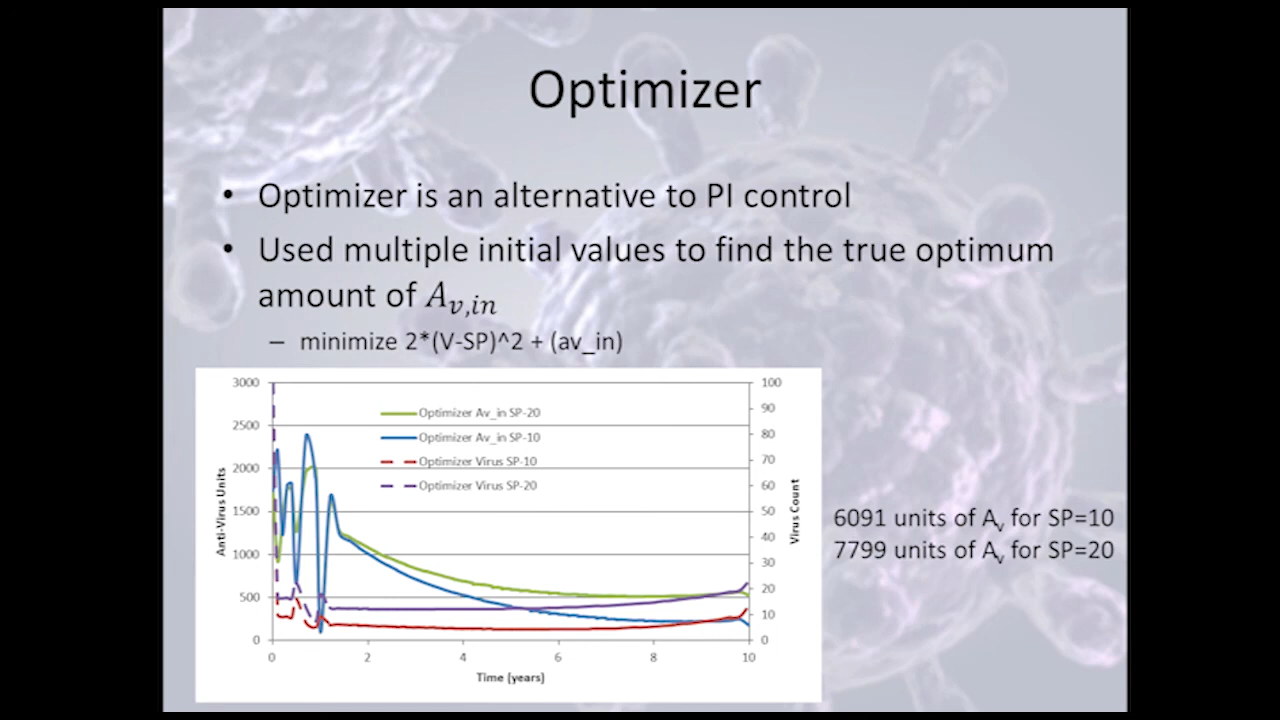 Optimizer
• Optimizer is an alternative to PI control
• Used multiple initial values to find the true optimum
amount of A_{v,in}
– minimize 2*(V-SP)^2 + (av_in)
3000
2500
2000
1500
1000
500
0
Anti-Virus Units
Optimizer Av_in SP-20
Optimizer Av_in SP-10
Optimizer Virus SP-10
Optimizer Virus SP-20
100
90
80
70
60
50
40
30
20
10
0
Virus Count
0 2 4 6 8 10
Time (years)
6091 units of A_v for SP=10
7799 units of A_v for SP=20